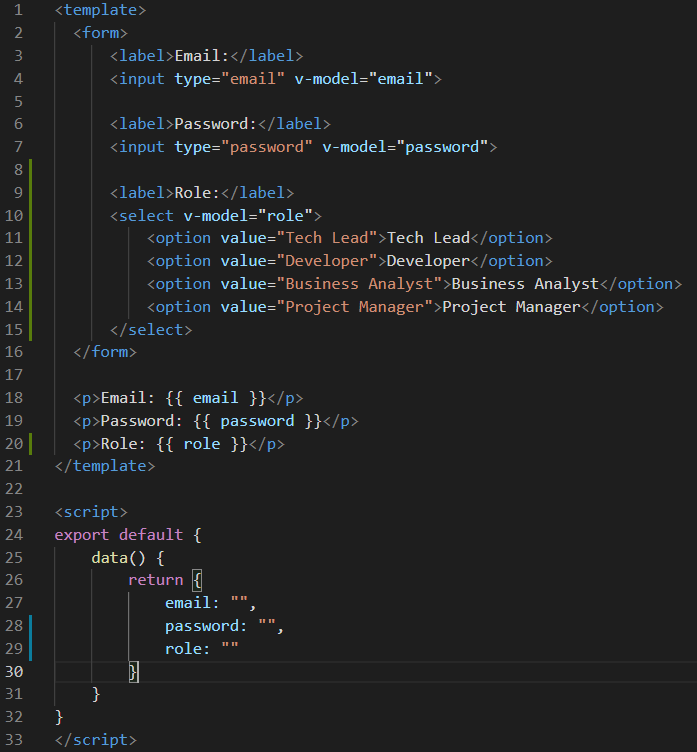 1 <template>
2   <form>
3       <label>Email:</label>
4       <input type="email" v-model="email">
5
6       <label>Password:</label>
7       <input type="password" v-model="password">
8
9       <label>Role:</label>
10       <select v-model="role">
11           <option value="Tech Lead">Tech Lead</option>
12           <option value="Developer">Developer</option>
13           <option value="Business Analyst">Business Analyst</option>
14           <option value="Project Manager">Project Manager</option>
15       </select>
16   </form>
17
18   <p>Email: {{ email }}</p>
19   <p>Password: {{ password }}</p>
20   <p>Role: {{ role }}</p>
21 </template>
22
23 <script>
24 export default {
25     data() {
26         return {
27             email: "",
28             password: "",
29             role: ""
30         }
31     }
32 }
33 </script>